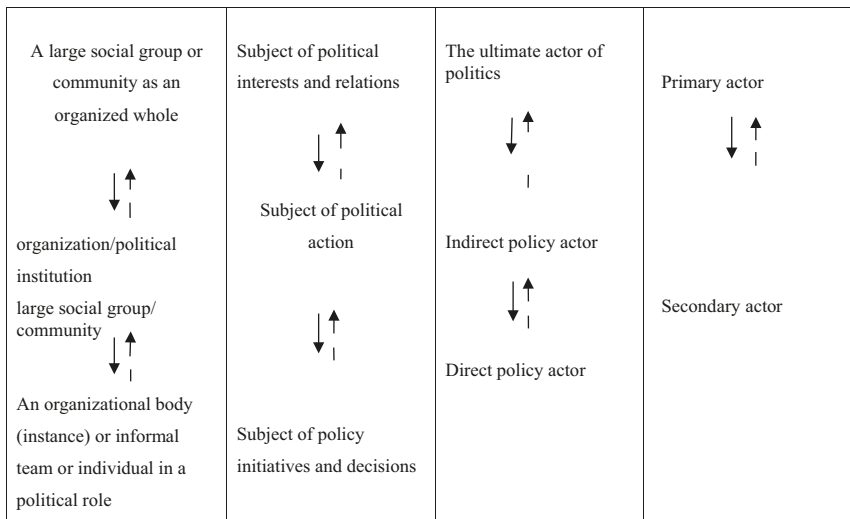 A large social group or
community as an
organized whole
organization/political
institution
large social group/
community
An organizational body
(instance) or informal
team or individual in a
political role
Subject of political
interests and relations
Subject of political
action
Subject of policy
initiatives and decisions
The ultimate actor of
politics
Indirect policy actor
Direct policy actor
Primary actor
Secondary actor